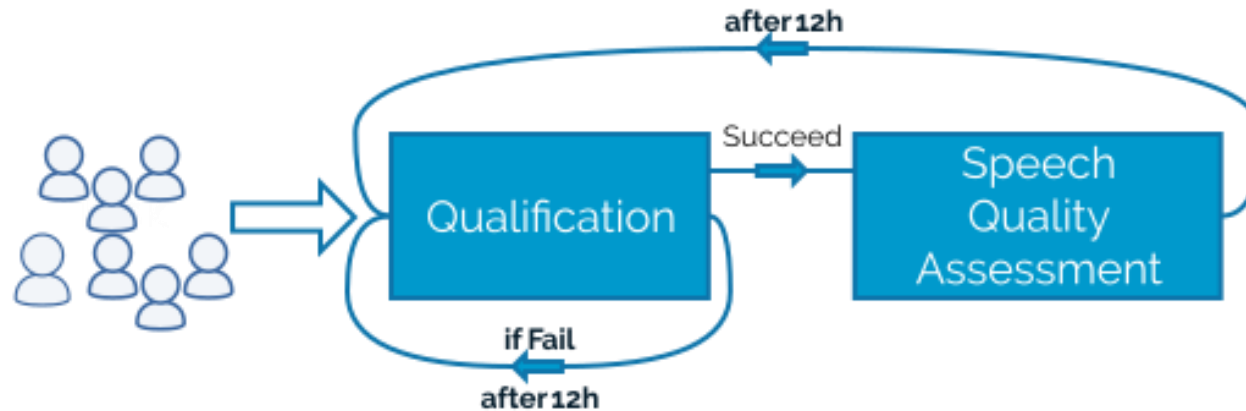 after 12h
Succeed
Qualification
Speech
Quality
Assessment
if Fail
after 12h